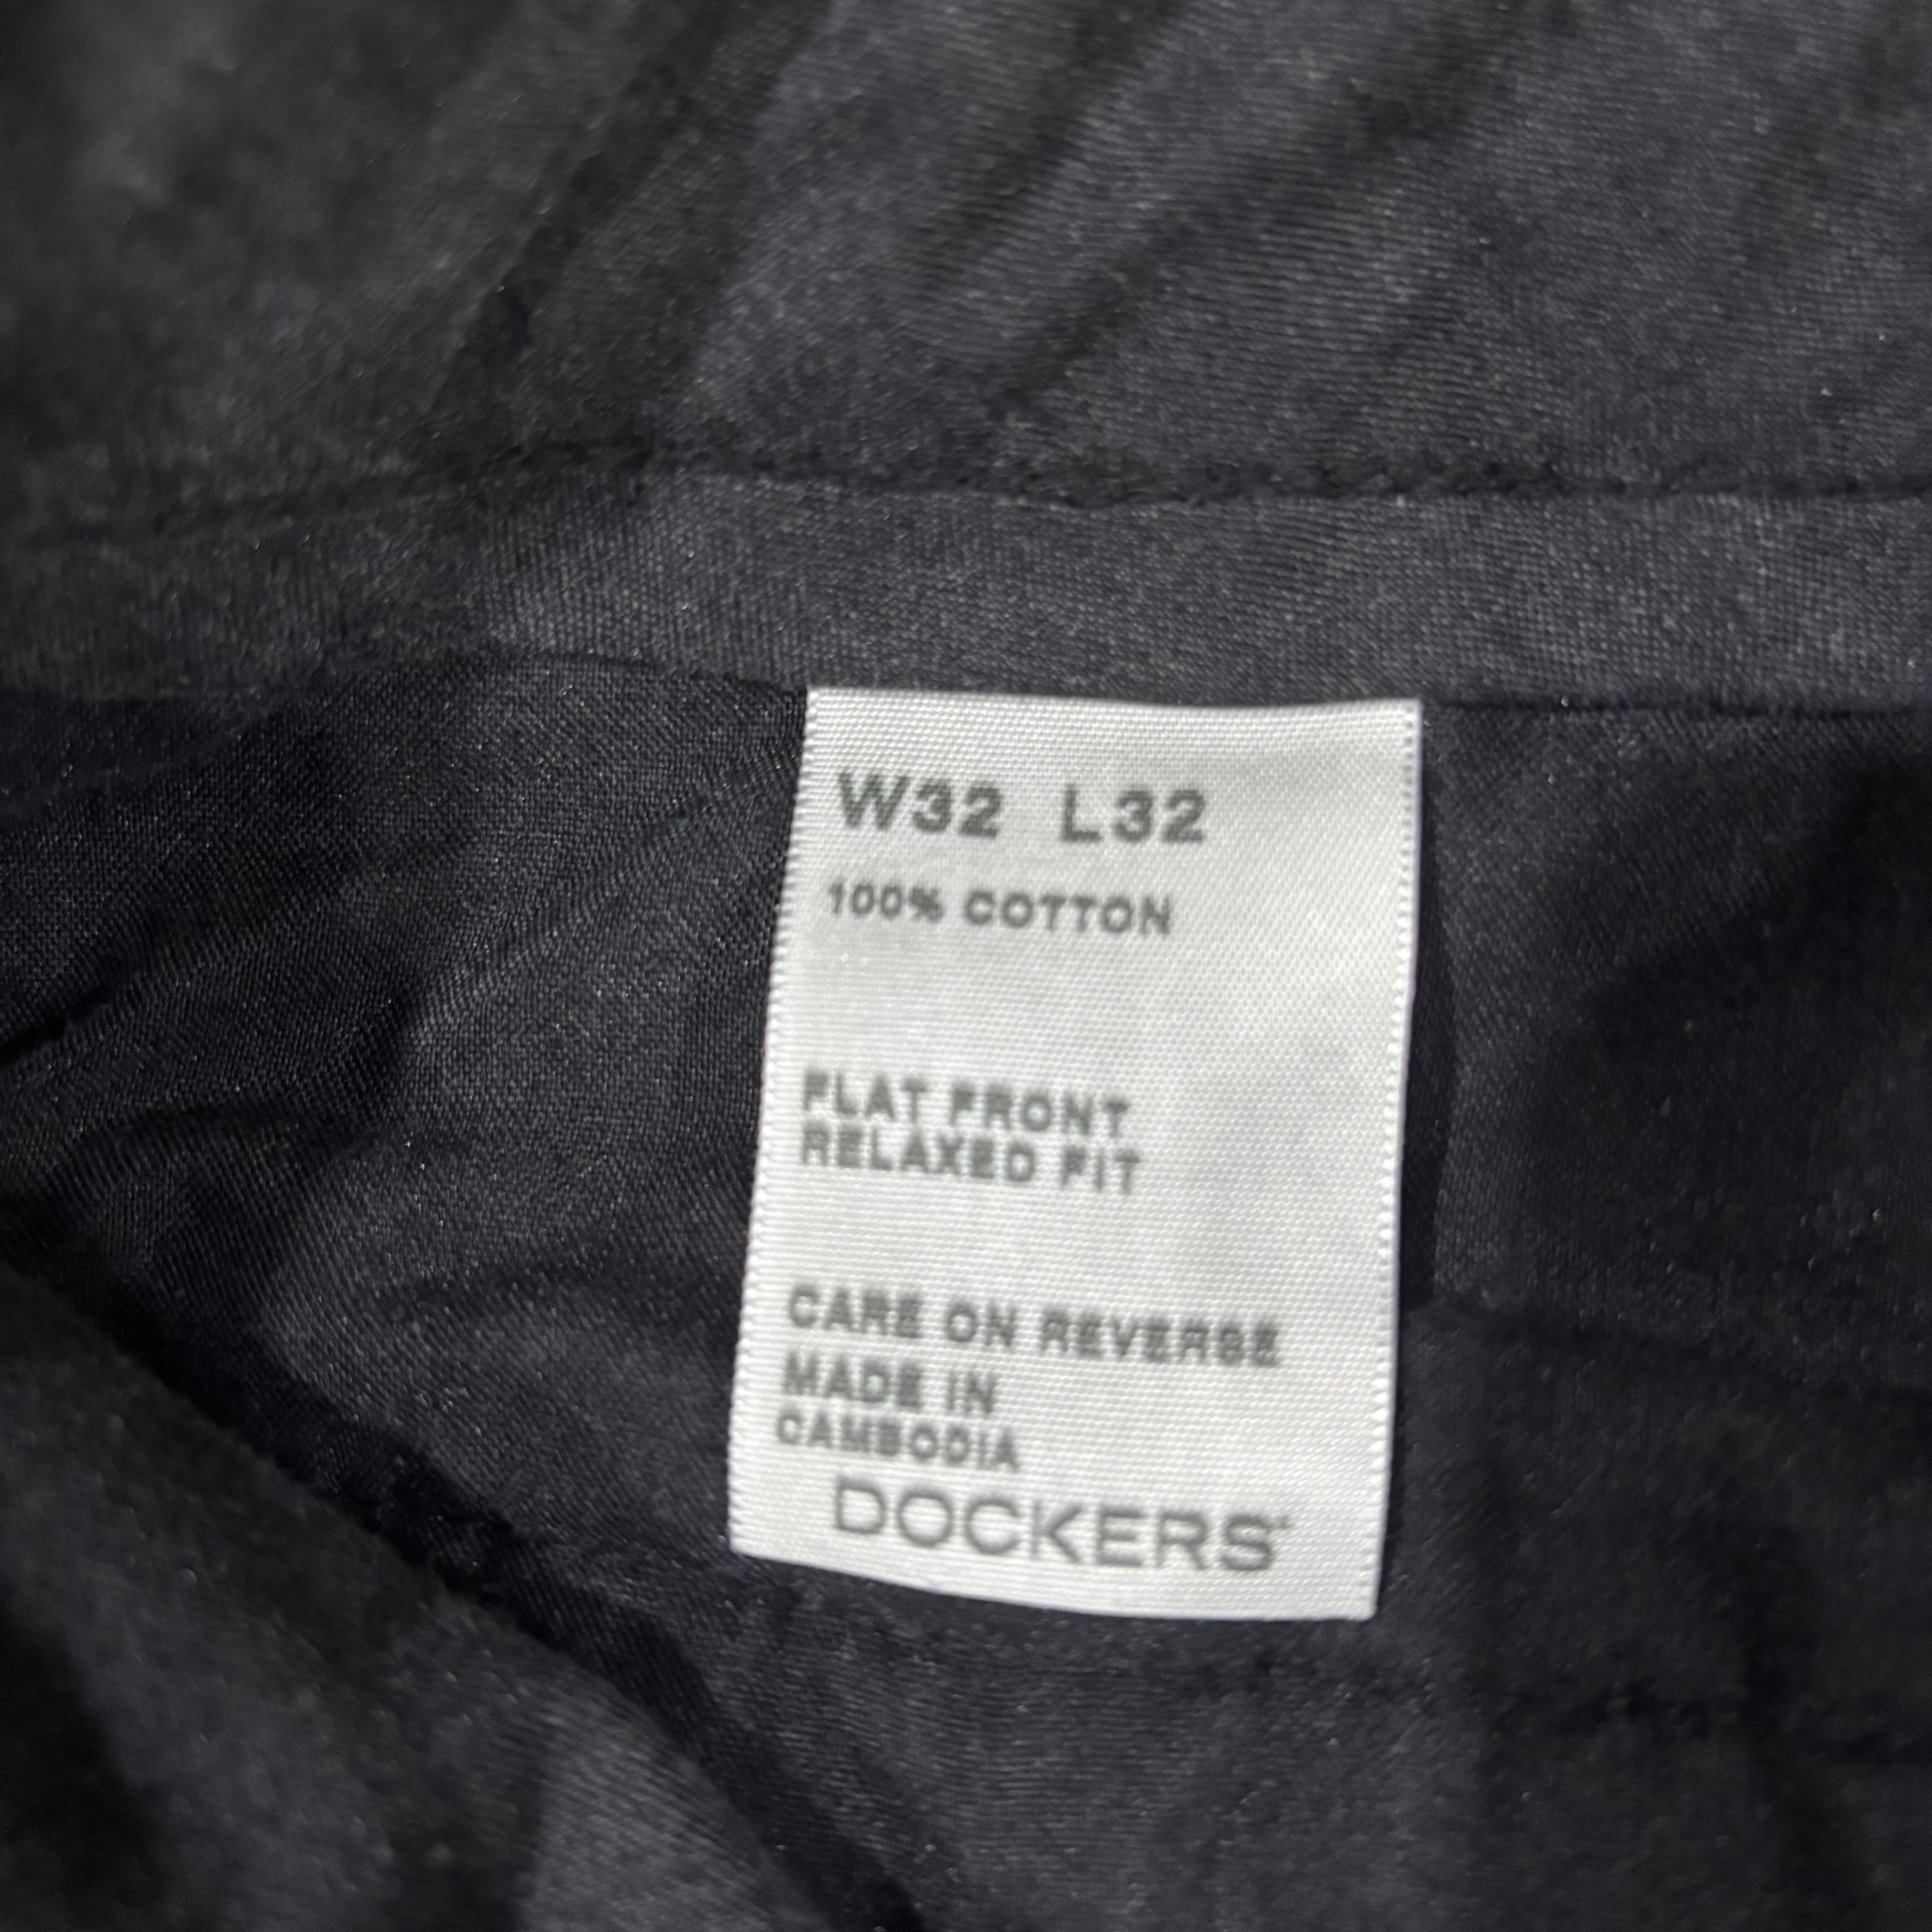 W32 L32
100% COTTON
FLAT FRONT
RELAXED FIT
CARE ON REVERSE
MADE IN
CAMBODIA
DOCKERS